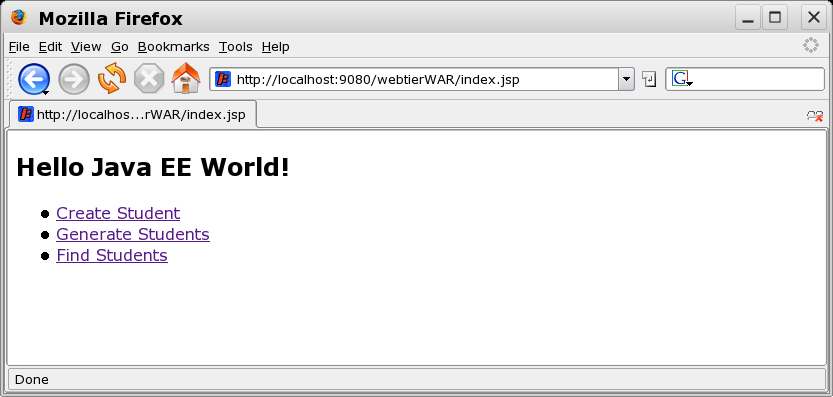 Mozilla Firefox
File Edit View Go Bookmarks Tools Help
http://localhost:9080/webtierWAR/index.jsp
G
http://localhos...rWAR/index.jsp
Hello Java EE World!
Create Student
Generate Students
Find Students
Done